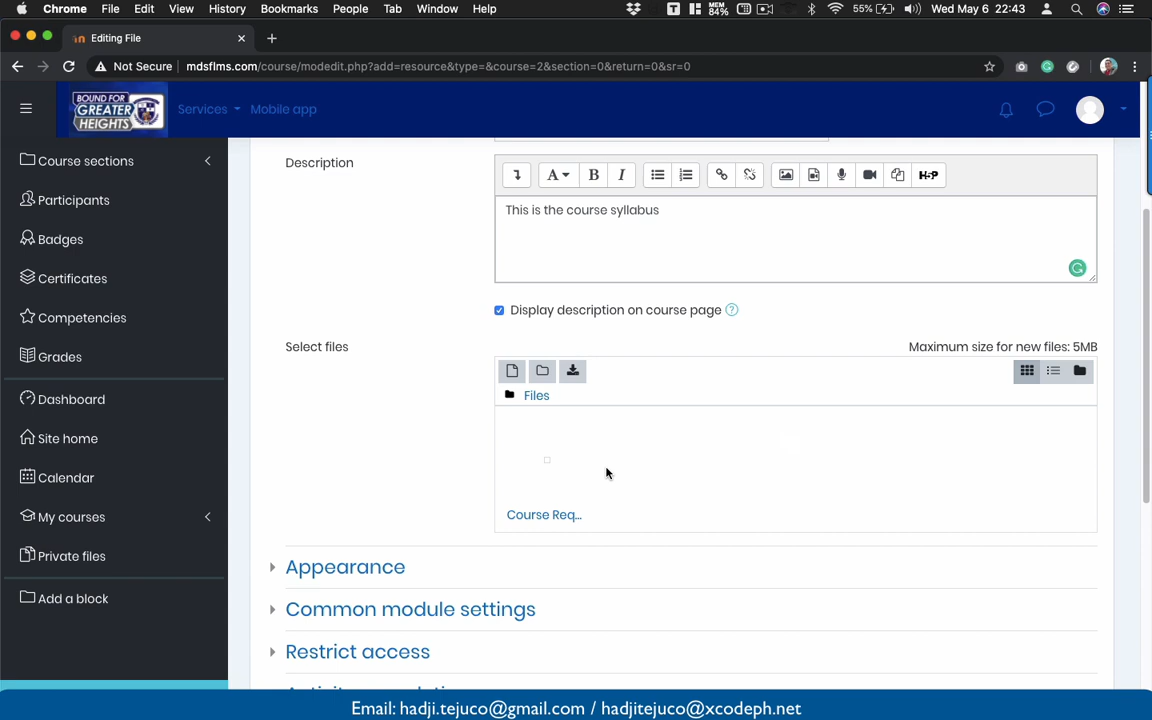 Chrome File Edit View History Bookmarks People Tab Window Help MEM 84% 55% Wed May 6 22:43
Editing File
Not Secure mdsflms.com/course/modedit.php?add=resource&type=&course=2&section=0&return=0&sr=0
BOUND FOR GREATER HEIGHTS Services Mobile app
Course sections
Participants
Badges
Certificates
Competencies
Grades
Dashboard
Site home
Calendar
My courses
Private files
Add a block
Description
A B I H-P
This is the course syllabus
Display description on course page
Select files Maximum size for new files: 5MB
Files
Course Req...
Appearance
Common module settings
Restrict access
Email: hadji.tejuco@gmail.com / hadjitejuco@xcodeph.net